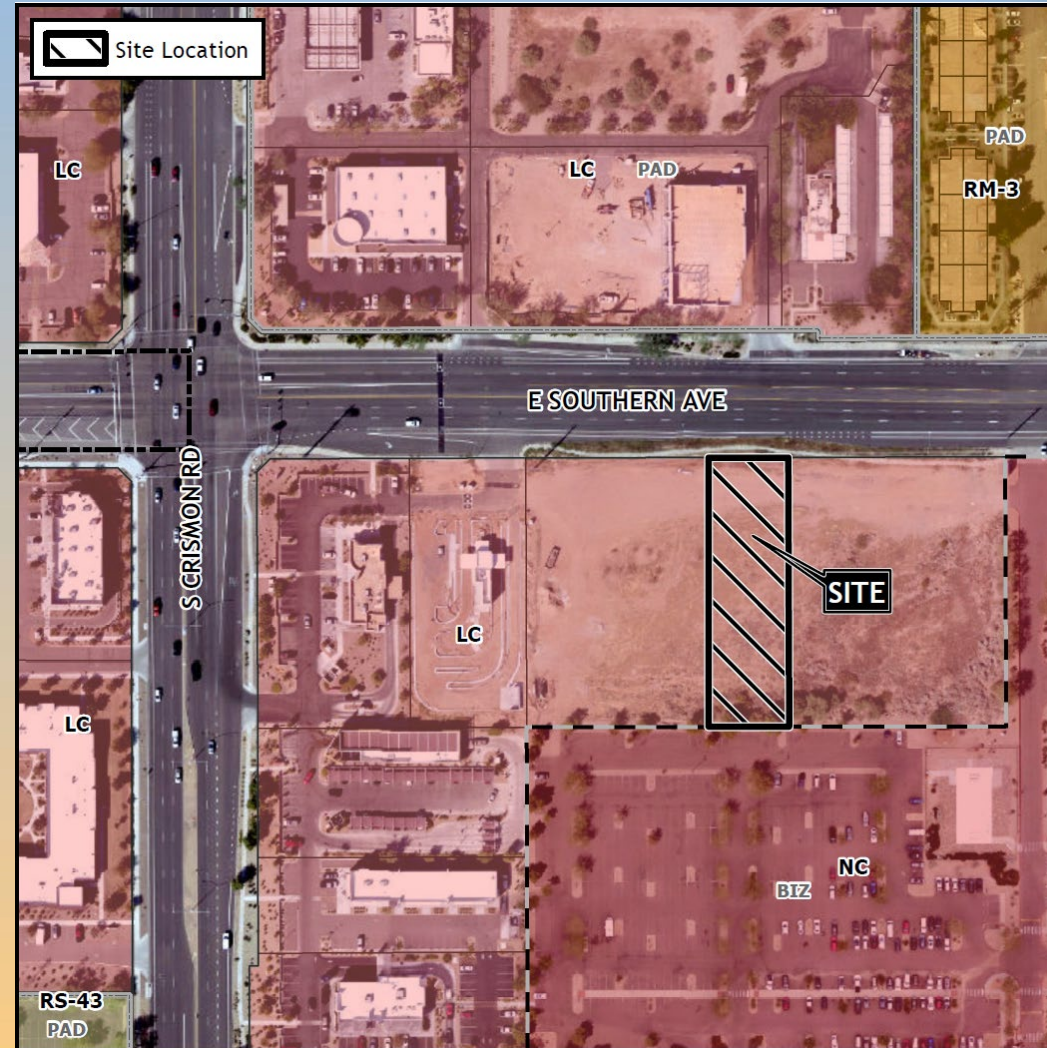 Site Location
LC
LC
PAD
PAD
RM-3
E SOUTHERN AVE
S CRISMON RD
SITE
LC
LC
NC
BIZ
RS-43
PAD